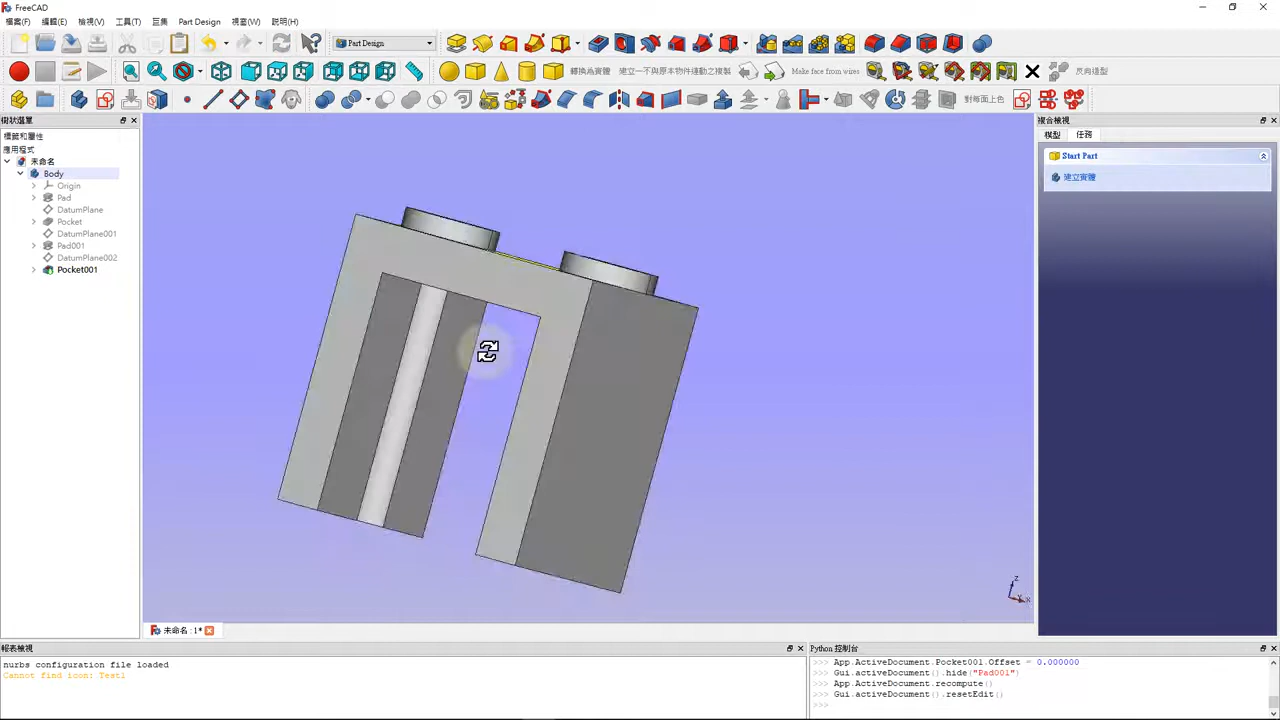 FreeCAD
檔案(F) 編輯(E) 檢視(V) 工具(T) 巨集 Part Design 視窗(W) 說明(H)
Part Design
轉換為實體 建立一不與原本物件連動之複製 Make face from wires 反向造型
對每面上色
樹狀選單
標籤和屬性
應用程式
未命名
Body
Origin
Pad
DatumPlane
Pocket
DatumPlane001
Pad001
DatumPlane002
Pocket001
複合檢視
模型 任務
Start Part
建立實體
Z
X
未命名 : 1*
報表檢視
nurbs configuration file loaded
Cannot find icon: Test1
Python 控制台
>>> App.ActiveDocument.Pocket001.Offset = 0.000000
>>> Gui.activeDocument().hide("Pad001")
>>> App.ActiveDocument.recompute()
>>> Gui.activeDocument().resetEdit()
>>>